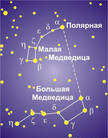 α
Полярная
δ
ε
Малая
Медведица
ζ
β
η
γ
Большая
Медведица
α
δ
η
ζ
ε
γ
β